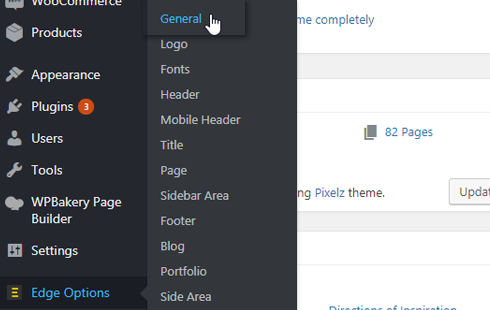 WooCommerce
Products
Appearance
Plugins 3
Users
Tools
WPBakery Page
Builder
Settings
Edge Options
General
Logo
Fonts
Header
Mobile Header
Title
Page
Sidebar Area
Footer
Blog
Portfolio
Side Area
me completely
82 Pages
ng Pixelz theme.
Updat
Directions of Inspiration